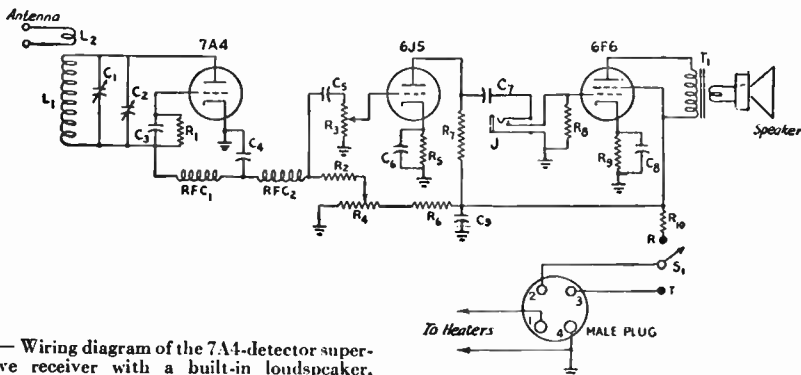 Antenna
L2
7A4
6J5
6F6
T1
L1
C1
C2
C3
R1
C4
C5
R3
C6
R5
R7
C7
J
R8
R9
C8
Speaker
RFC1
RFC2
R2
R4
R6
C9
R10
R
S1
T
2
3
1
4
To Heaters
MALE PLUG
— Wiring diagram of the 7A4-detector super-
ve receiver with a built-in loudspeaker.